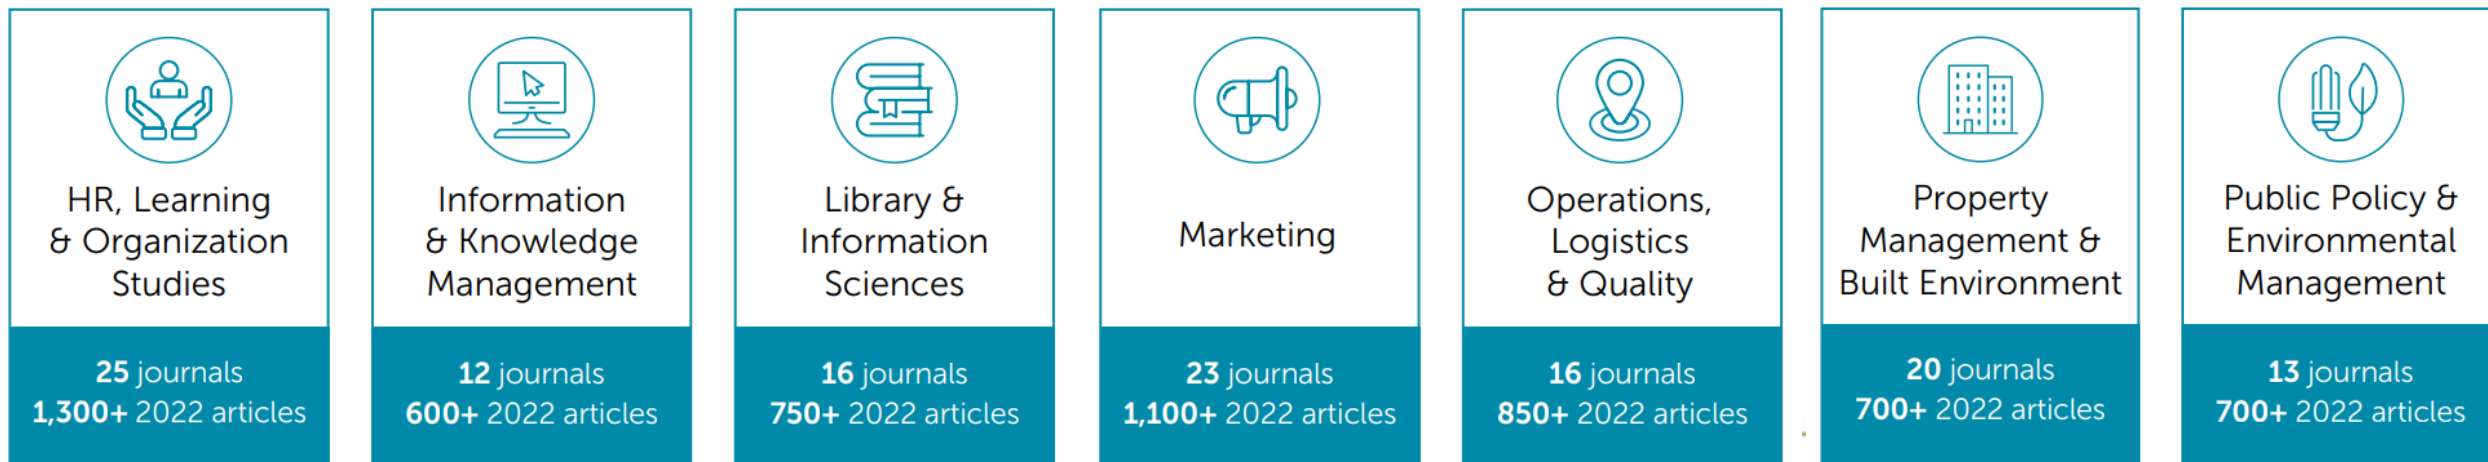 HR, Learning
& Organization
Studies
25 journals
1,300+ 2022 articles
Information
& Knowledge
Management
12 journals
600+ 2022 articles
Library &
Information
Sciences
16 journals
750+ 2022 articles
Marketing
23 journals
1,100+ 2022 articles
Operations,
Logistics
& Quality
16 journals
850+ 2022 articles
Property
Management &
Built Environment
20 journals
700+ 2022 articles
Public Policy &
Environmental
Management
13 journals
700+ 2022 articles